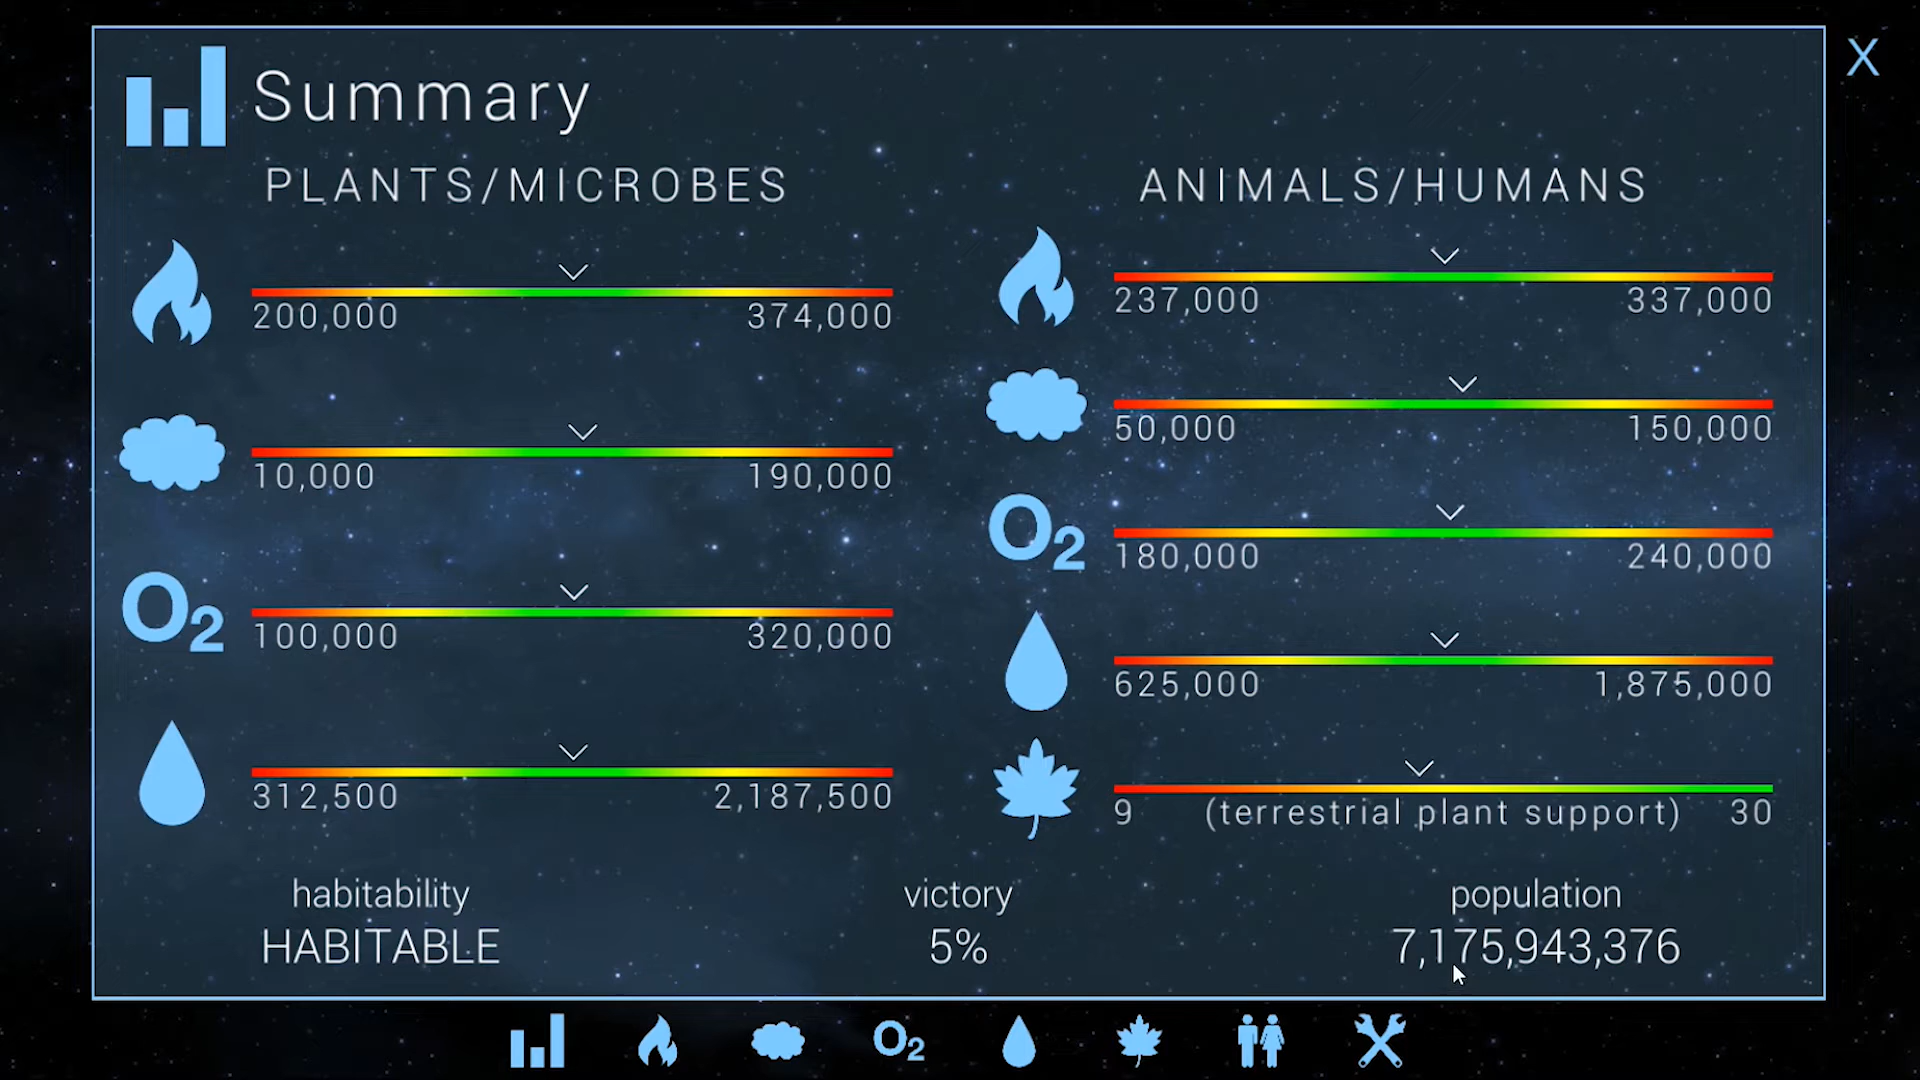 Summary
X
PLANTS/MICROBES
200,000 374,000
10,000 190,000
O2
100,000 320,000
312,500 2,187,500
ANIMALS/HUMANS
237,000 337,000
50,000 150,000
O2
180,000 240,000
625,000 1,875,000
9 (terrestrial plant support) 30
habitability
HABITABLE
victory
5%
population
7,175,943,376
O2